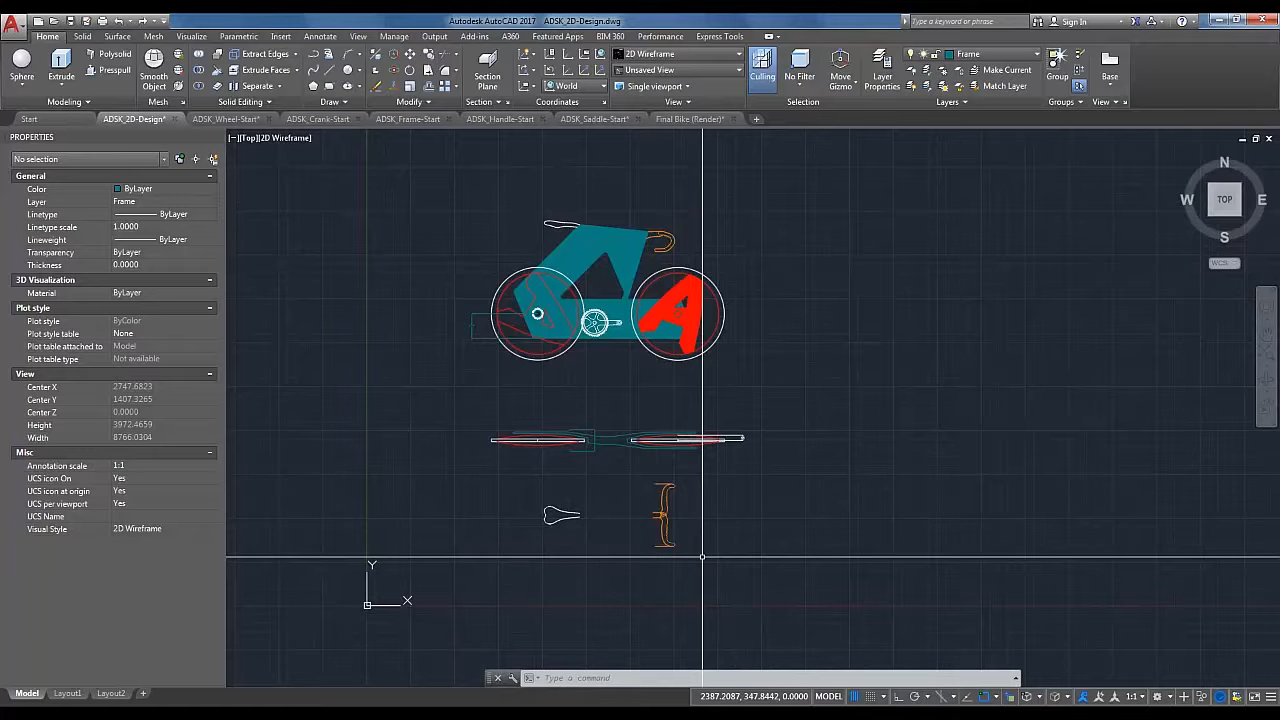 Autodesk AutoCAD 2017 ADSK_2D-Design.dwg
Type a keyword or phrase
Sign In
Home Solid Surface Mesh Visualize Parametric Insert Annotate View Manage Output Add-ins A360 Featured Apps BIM 360 Performance Express Tools
Sphere
Extrude
Polysolid
Presspull
Smooth Object
Extract Edges
Extrude Faces
Separate
Section Plane
World
2D Wireframe
Unsaved View
Single viewport
Culling
No Filter
Move Gizmo
Layer Properties
Frame
Make Current
Match Layer
Group
Base
Modeling Mesh Solid Editing Draw Modify Section Coordinates View Selection Layers Groups View
Start ADSK_2D-Design* ADSK_Wheel-Start* ADSK_Crank-Start ADSK_Frame-Start ADSK_Handle-Start ADSK_Saddle-Start* Final Bike (Render)*
PROPERTIES
[−][Top][2D Wireframe]
No selection
General
Color ByLayer
Layer Frame
Linetype ByLayer
Linetype scale 1.0000
Lineweight ByLayer
Transparency ByLayer
Thickness 0.0000
3D Visualization
Material ByLayer
Plot style
Plot style ByColor
Plot style table None
Plot table attached to Model
Plot table type Not available
View
Center X 2747.6823
Center Y 1407.3265
Center Z 0.0000
Height 3972.4659
Width 8766.0304
Misc
Annotation scale 1:1
UCS icon On Yes
UCS icon at origin Yes
UCS per viewport Yes
UCS Name
Visual Style 2D Wireframe
N
W TOP E
S
WCS
A
Y
X
Type a command
Model Layout1 Layout2
2387.2087, 347.8442, 0.0000 MODEL 1:1